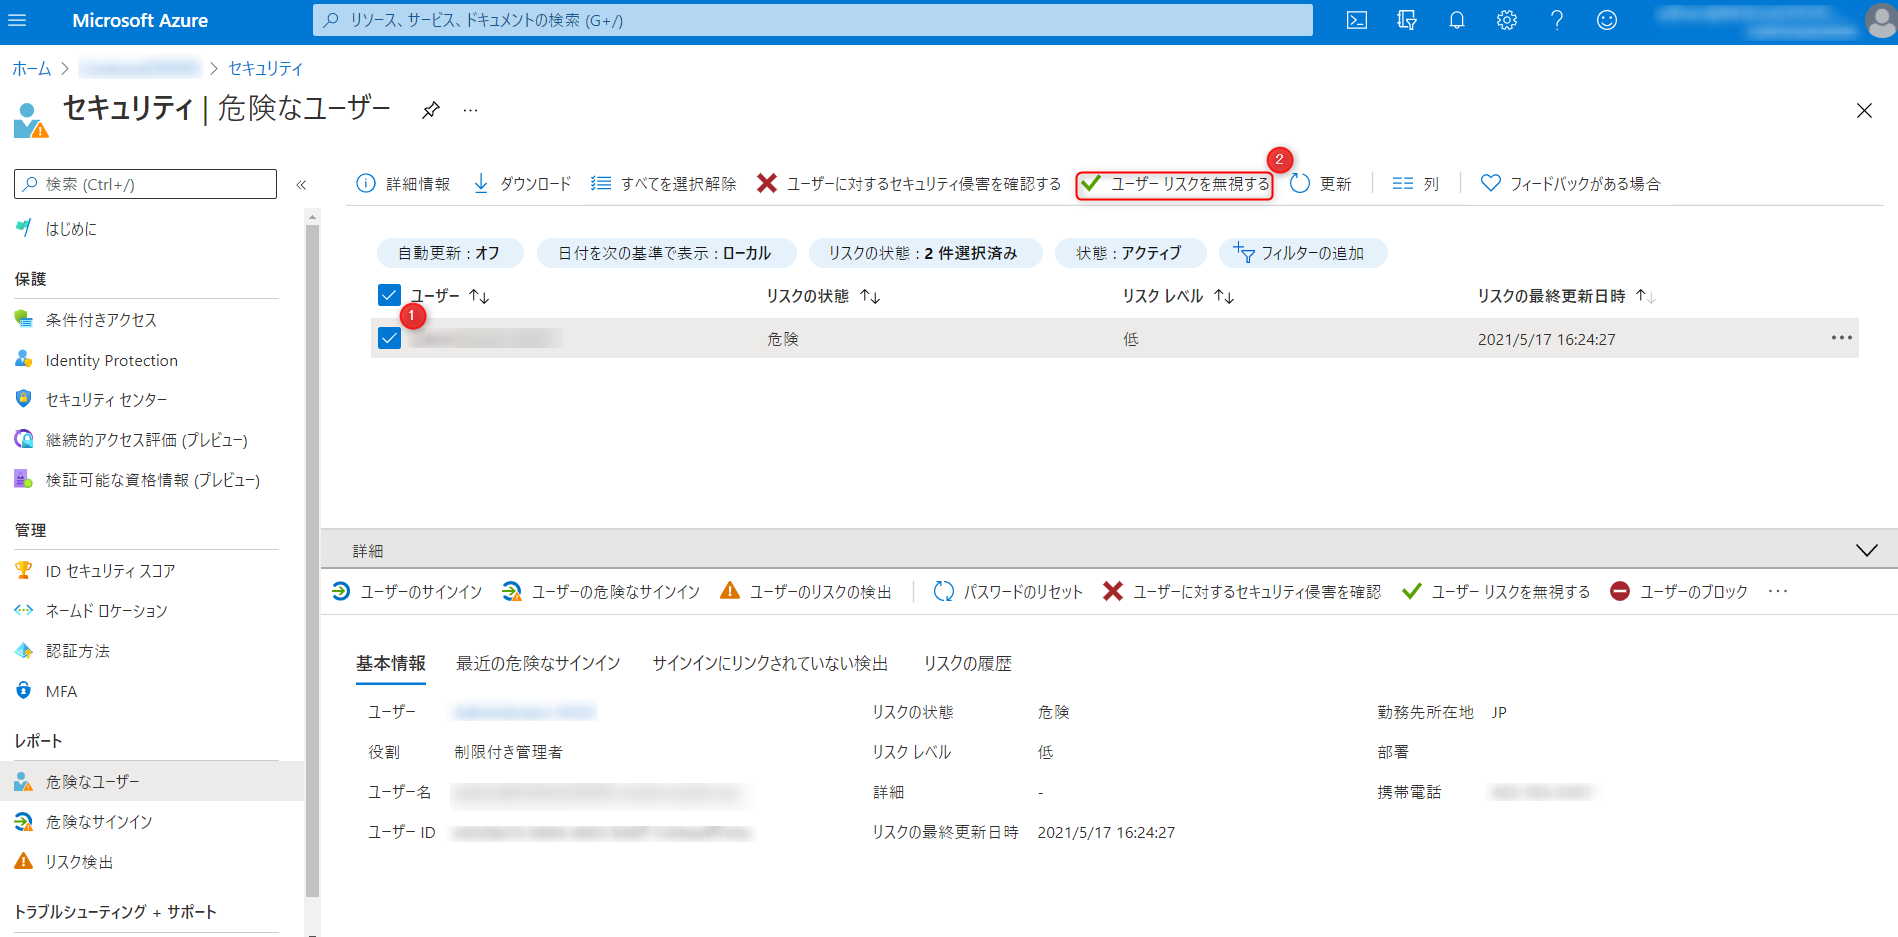 Microsoft Azure
リソース、サービス、ドキュメントの検索 (G+/)
ホーム > > セキュリティ
セキュリティ | 危険なユーザー
検索 (Ctrl+/)
«
はじめに
保護
条件付きアクセス
Identity Protection
セキュリティ センター
継続的アクセス評価 (プレビュー)
検証可能な資格情報 (プレビュー)
管理
ID セキュリティ スコア
ネームド ロケーション
認証方法
MFA
レポート
危険なユーザー
危険なサインイン
リスク検出
トラブルシューティング + サポート
詳細情報 ダウンロード すべてを選択解除 ユーザーに対するセキュリティ侵害を確認する ユーザー リスクを無視する 2 更新 列 フィードバックがある場合
自動更新 : オフ 日付を次の基準で表示 : ローカル リスクの状態 : 2 件選択済み 状態 : アクティブ フィルターの追加
ユーザー リスクの状態 リスク レベル リスクの最終更新日時
1
危険 低 2021/5/17 16:24:27
詳細
ユーザーのサインイン ユーザーの危険なサインイン ユーザーのリスクの検出 パスワードのリセット ユーザーに対するセキュリティ侵害を確認 ユーザー リスクを無視する ユーザーのブロック
基本情報 最近の危険なサインイン サインインにリンクされていない検出 リスクの履歴
ユーザー リスクの状態 危険 勤務先所在地 JP
役割 制限付き管理者 リスク レベル 低 部署
ユーザー名 詳細 - 携帯電話
ユーザー ID リスクの最終更新日時 2021/5/17 16:24:27